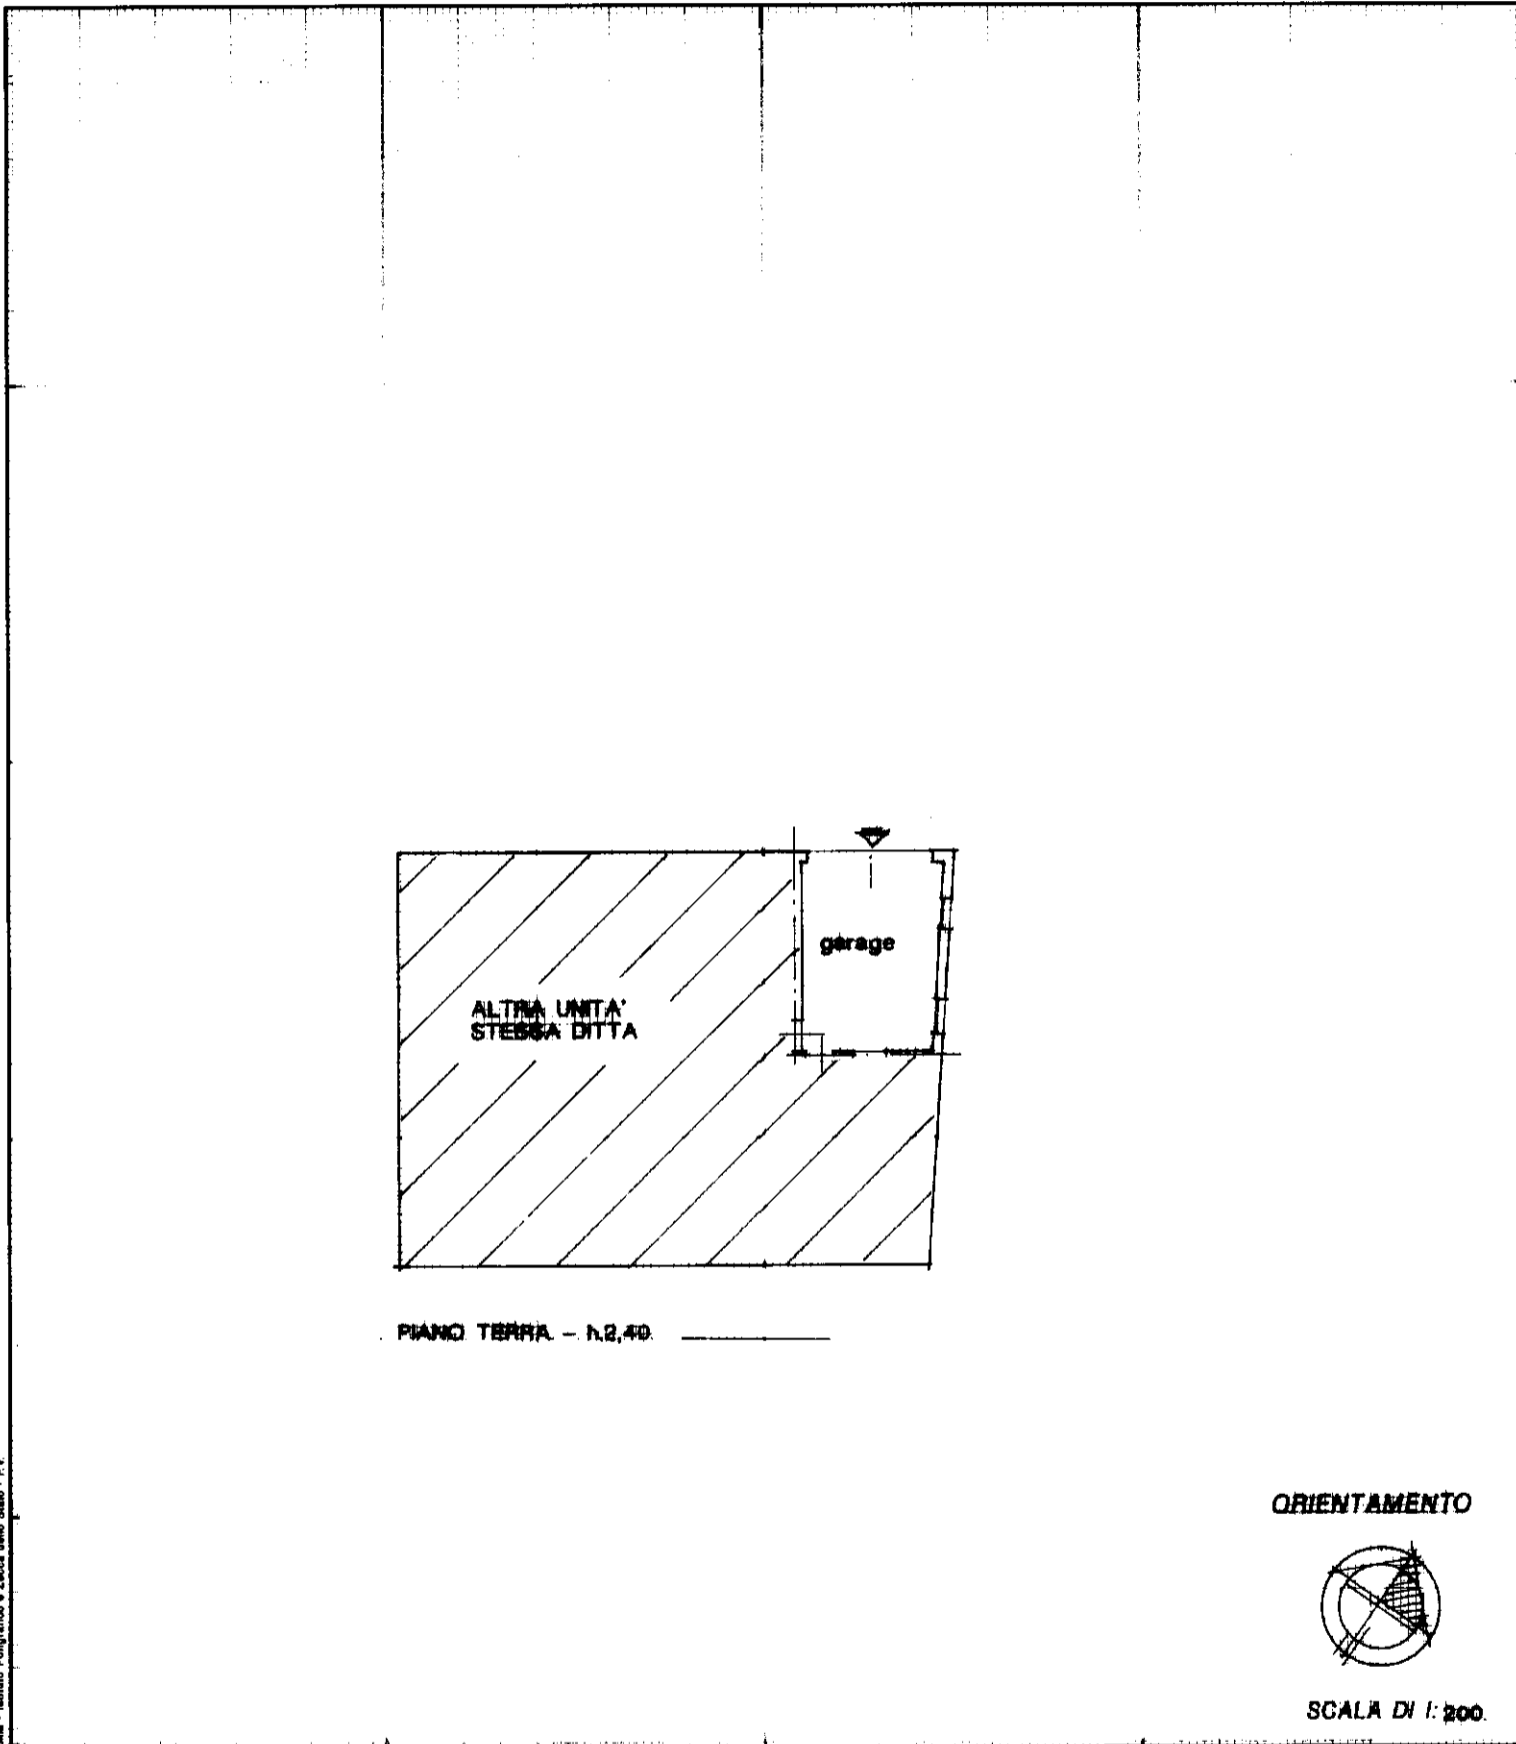 garage
ALTRA UNITA'
STESSA DITTA
PIANO TERRA - h.2,40
ORIENTAMENTO
SCALA DI 1: 200